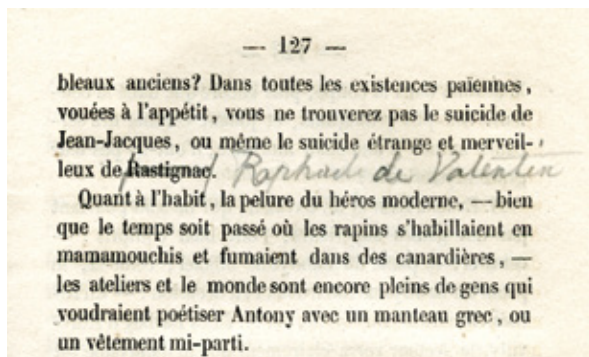 — 127 —
bleaux anciens? Dans toutes les existences païennes,
vouées à l'appétit, vous ne trouverez pas le suicide de
Jean-Jacques, ou même le suicide étrange et merveil-
leux de Rastignac. Raphael de Valentin
Quant à l'habit, la pelure du héros moderne, — bien
que le temps soit passé où les rapins s'habillaient en
mamamouchis et fumaient dans des canardières, —
les ateliers et le monde sont encore pleins de gens qui
voudraient poétiser Antony avec un manteau grec, ou
un vêtement mi-parti.